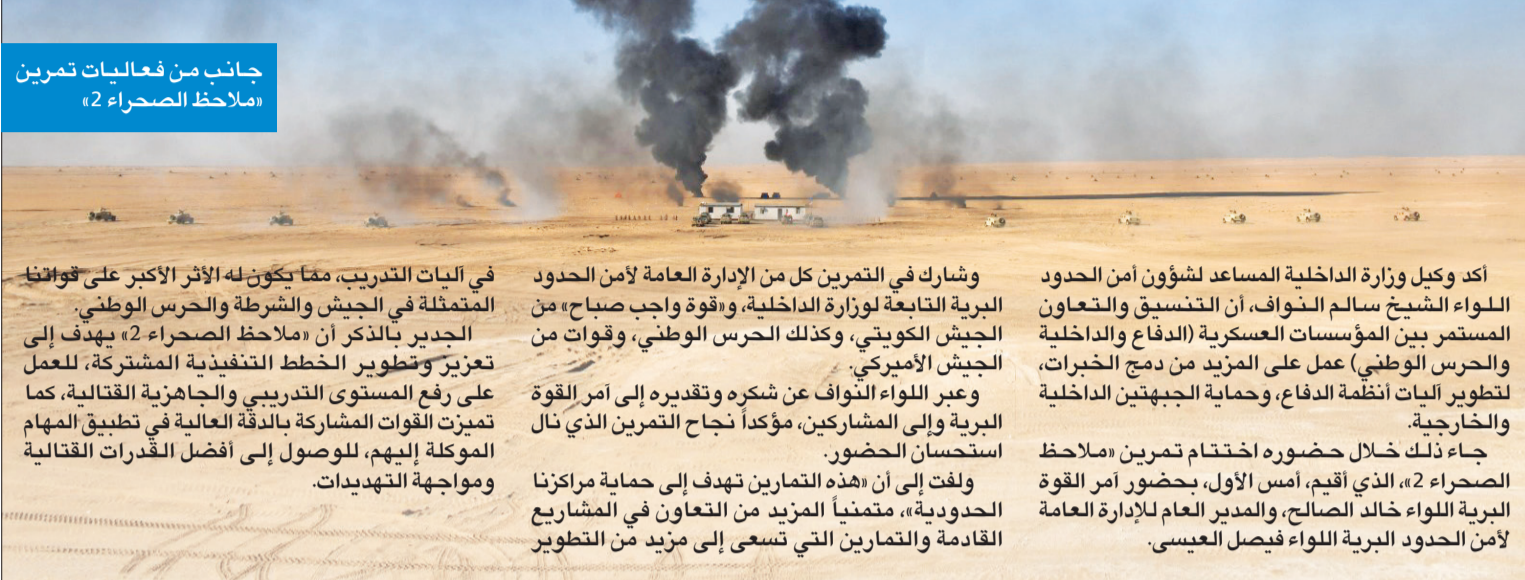 جانب من فعاليات تمرين
«ملاحظ الصحراء 2»
أكد وكيل وزارة الداخلية المساعد لشؤون أمن الحدود
اللواء الشيخ سالم النواف، أن التنسيق والتعاون
المستمر بين المؤسسات العسكرية (الدفاع والداخلية
والحرس الوطني) عمل على المزيد من دمج الخبرات،
لتطوير آليات أنظمة الدفاع، وحماية الجبهتين الداخلية
والخارجية.
جاء ذلك خلال حضوره اختتام تمرين «ملاحظ
الصحراء 2»، الذي أقيم، أمس الأول، بحضور آمر القوة
البرية اللواء خالد الصالح، والمدير العام للإدارة العامة
لأمن الحدود البرية اللواء فيصل العيسى.
وشارك في التمرين كل من الإدارة العامة لأمن الحدود
البرية التابعة لوزارة الداخلية، و«قوة واجب صباح» من
الجيش الكويتي، وكذلك الحرس الوطني، وقوات من
الجيش الأميركي.
وعبر اللواء النواف عن شكره وتقديره إلى آمر القوة
البرية وإلى المشاركين، مؤكداً نجاح التمرين الذي نال
استحسان الحضور.
ولفت إلى أن «هذه التمارين تهدف إلى حماية مراكزنا
الحدودية»، متمنياً المزيد من التعاون في المشاريع
القادمة والتمارين التي تسعى إلى مزيد من التطوير
في آليات التدريب، مما يكون له الأثر الأكبر على قواتنا
المتمثلة في الجيش والشرطة والحرس الوطني.
الجدير بالذكر أن «ملاحظ الصحراء 2» يهدف إلى
تعزيز وتطوير الخطط التنفيذية المشتركة، للعمل
على رفع المستوى التدريبي والجاهزية القتالية، كما
تميزت القوات المشاركة بالدقة العالية في تطبيق المهام
الموكلة إليهم، للوصول إلى أفضل القدرات القتالية
ومواجهة التهديدات.